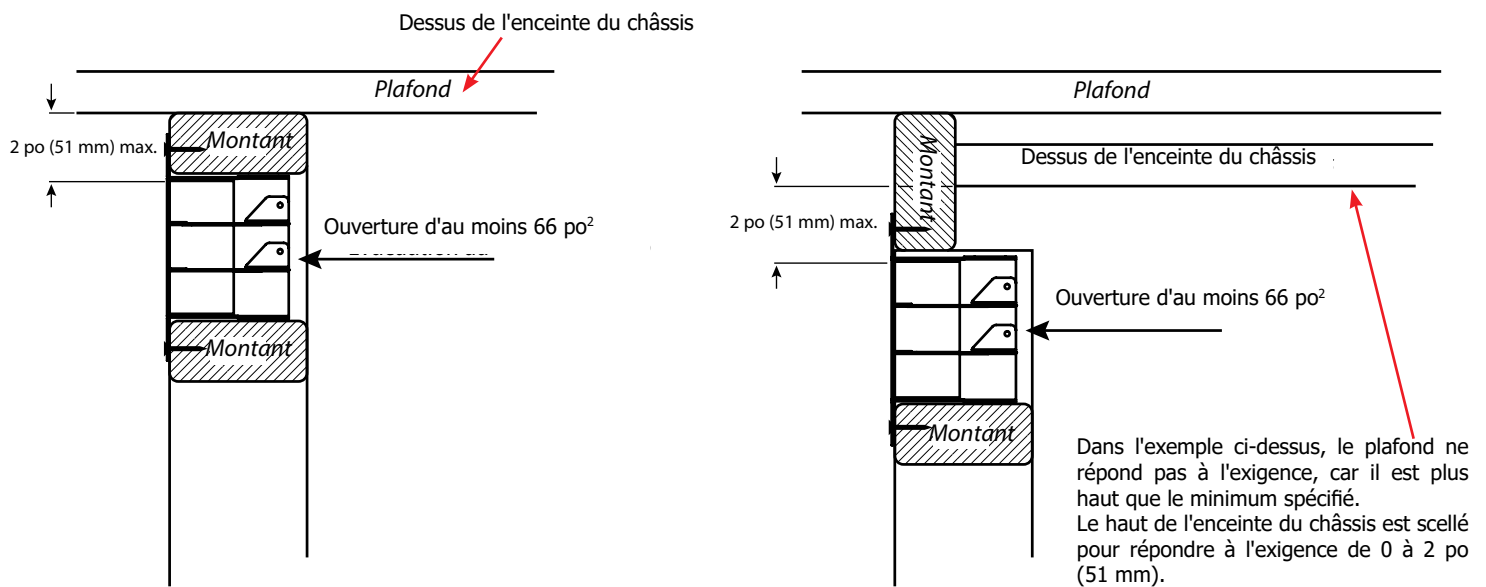 Dessus de l'enceinte du châssis
Plafond
2 po (51 mm) max.
Montant
Ouverture d'au moins 66 po²
Montant
Plafond
Montant
Dessus de l'enceinte du châssis
2 po (51 mm) max.
Ouverture d'au moins 66 po²
Montant
Dans l'exemple ci-dessus, le plafond ne
répond pas à l'exigence, car il est plus
haut que le minimum spécifié.
Le haut de l'enceinte du châssis est scellé
pour répondre à l'exigence de 0 à 2 po
(51 mm).